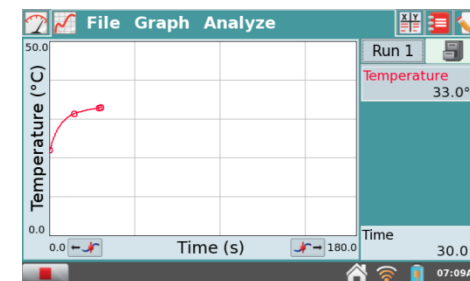 File Graph Analyze
X Y
Run 1
50.0
Temperature (°C)
0.0
0.0
Time (s)
180.0
Temperature
33.0°
Time
30.0
07:09A